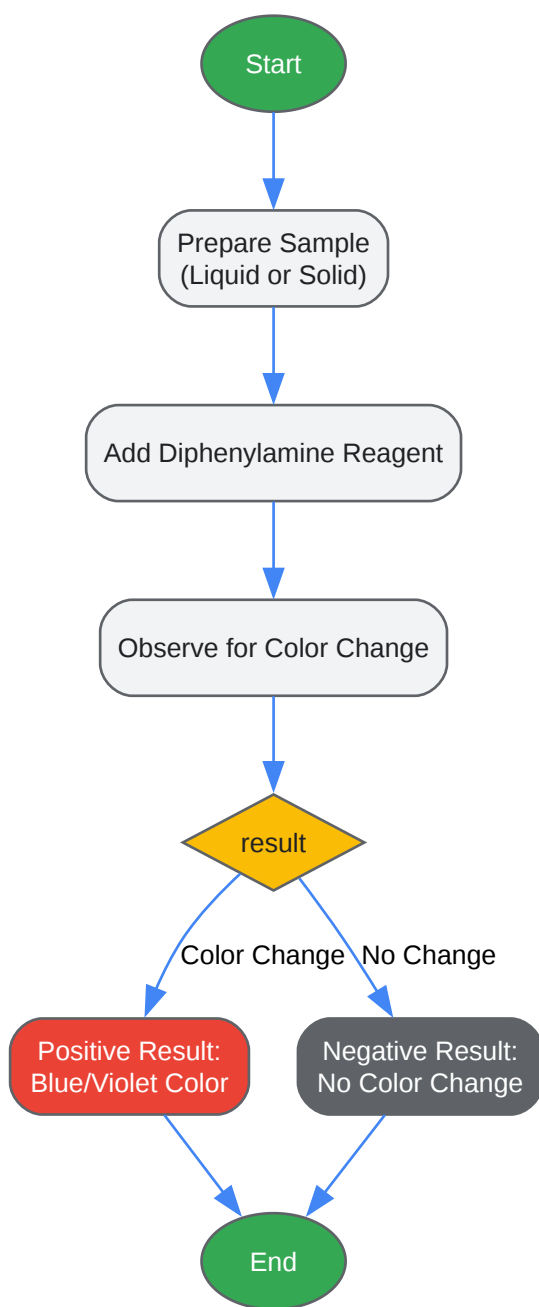 Start
Prepare Sample
(Liquid or Solid)
Add Diphenylamine Reagent
Observe for Color Change
result
Color Change
No Change
Positive Result:
Blue/Violet Color
Negative Result:
No Color Change
End